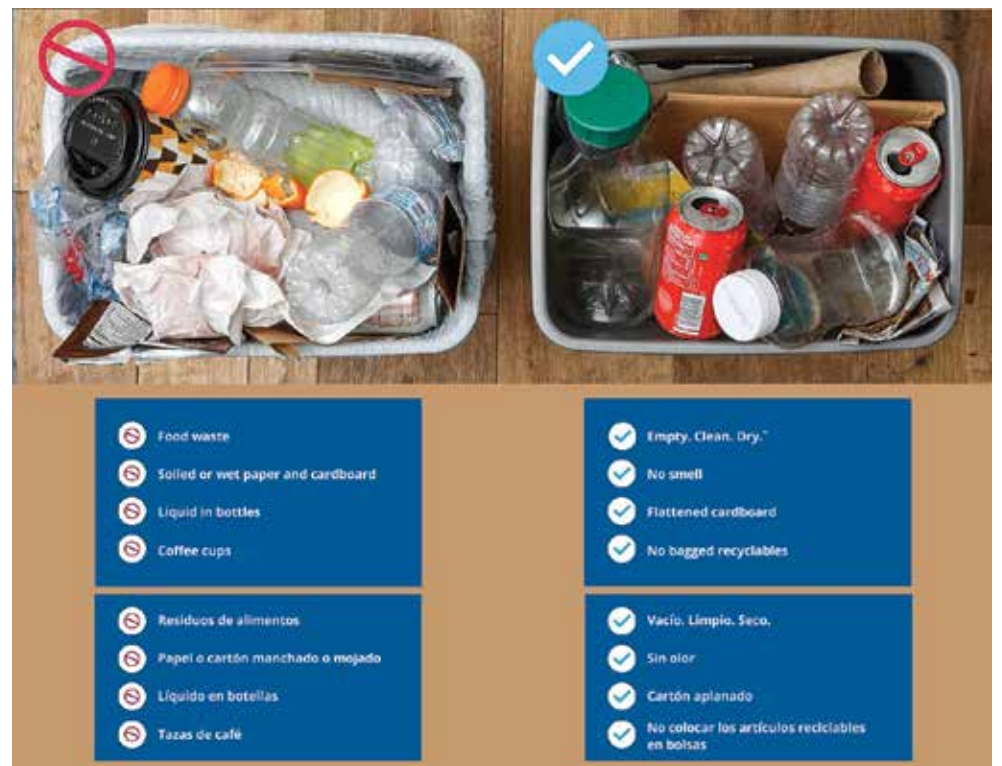 Food waste
Soiled or wet paper and cardboard
Liquid in bottles
Coffee cups
Empty. Clean. Dry.™
No smell
Flattened cardboard
No bagged recyclables
Residuos de alimentos
Papel o cartón manchado o mojado
Líquido en botellas
Tazas de café
Vacío. Limpio. Seco.
Sin olor
Cartón aplanado
No colocar los artículos reciclables
en bolsas